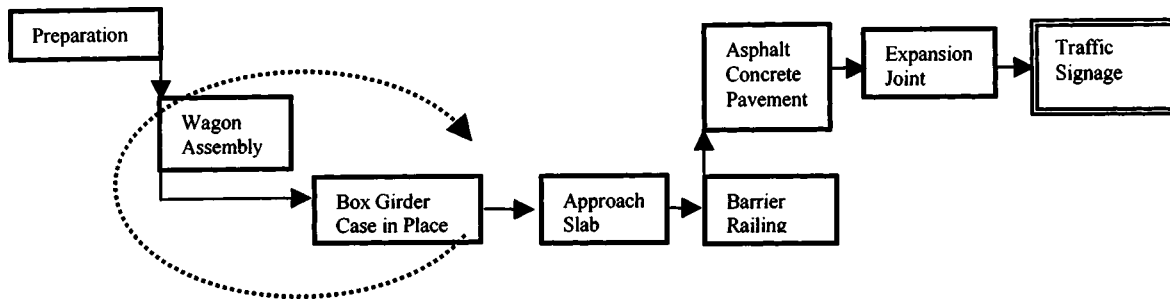 Preparation
Wagon
Assembly
Box Girder
Case in Place
Approach
Slab
Barrier
Railing
Asphalt
Concrete
Pavement
Expansion
Joint
Traffic
Signage